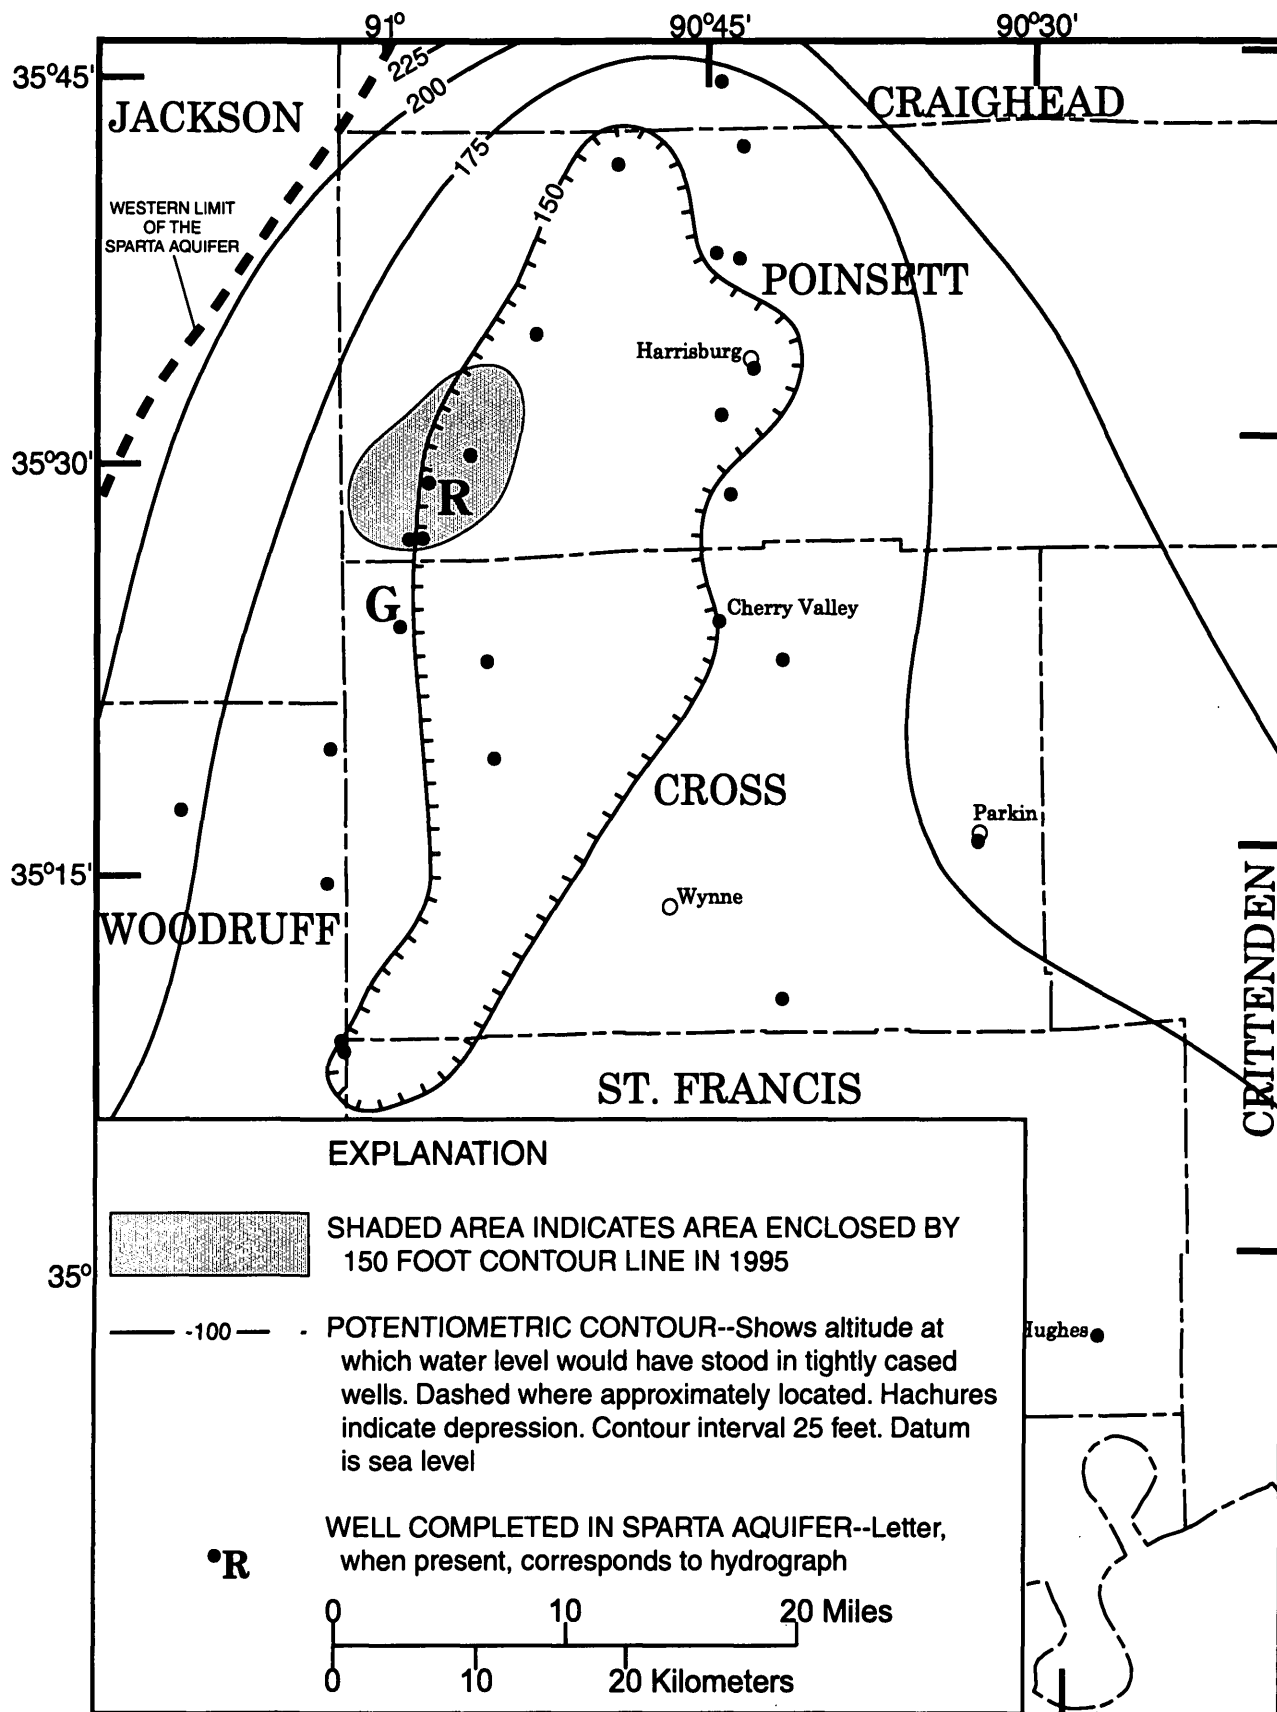 91°
90°45'
90°30'
35°45'
225
200
JACKSON
CRAIGHEAD
175
150
WESTERN LIMIT
OF THE
SPARTA AQUIFER
POINSETT
Harrisburg
35°30'
R
G
Cherry Valley
CROSS
Parkin
35°15'
Wynne
WOODRUFF
CRITTENDEN
ST. FRANCIS
EXPLANATION
SHADED AREA INDICATES AREA ENCLOSED BY
150 FOOT CONTOUR LINE IN 1995
35°
-100
POTENTIOMETRIC CONTOUR--Shows altitude at
which water level would have stood in tightly cased
wells. Dashed where approximately located. Hachures
indicate depression. Contour interval 25 feet. Datum
is sea level
Hughes
WELL COMPLETED IN SPARTA AQUIFER--Letter,
when present, corresponds to hydrograph
R
0 10 20 Miles
0 10 20 Kilometers